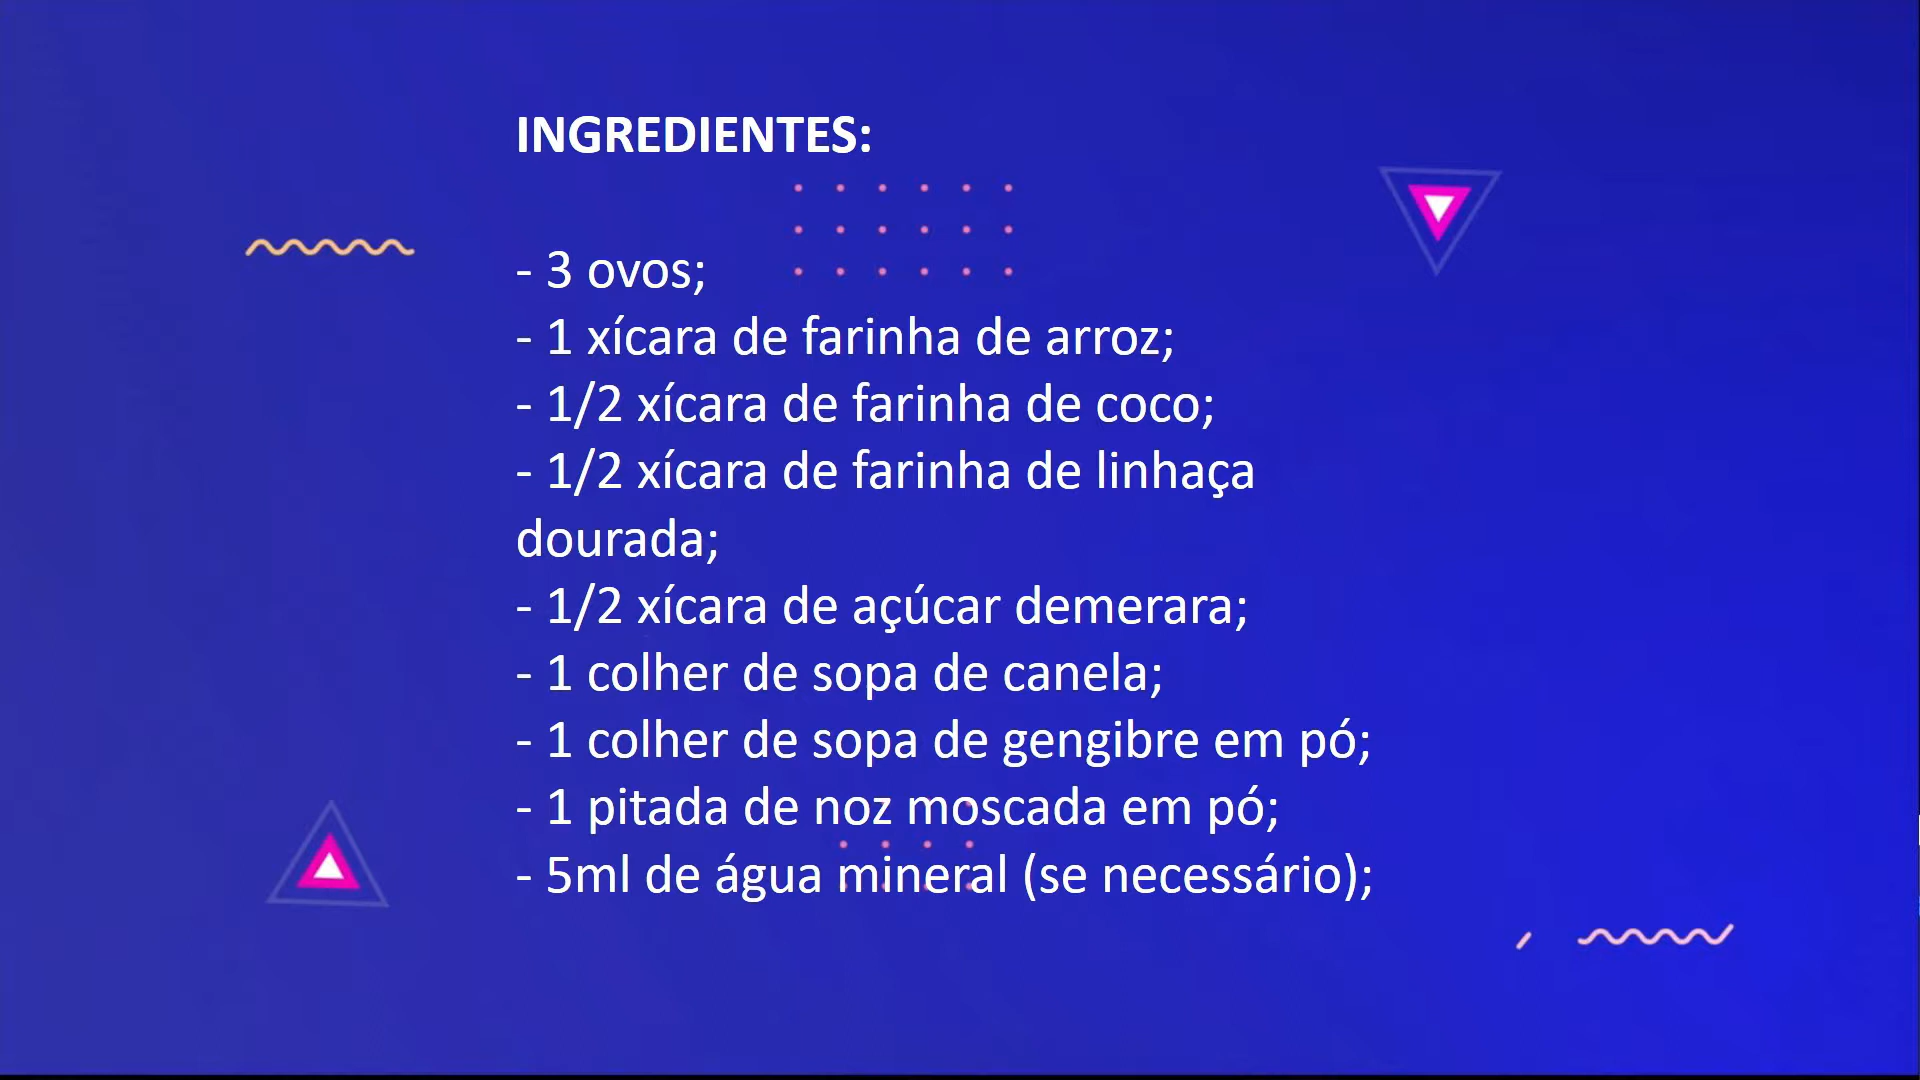 INGREDIENTES:
- 3 ovos;
- 1 xícara de farinha de arroz;
- 1/2 xícara de farinha de coco;
- 1/2 xícara de farinha de linhaça
dourada;
- 1/2 xícara de açúcar demerara;
- 1 colher de sopa de canela;
- 1 colher de sopa de gengibre em pó;
- 1 pitada de noz moscada em pó;
- 5ml de água mineral (se necessário);